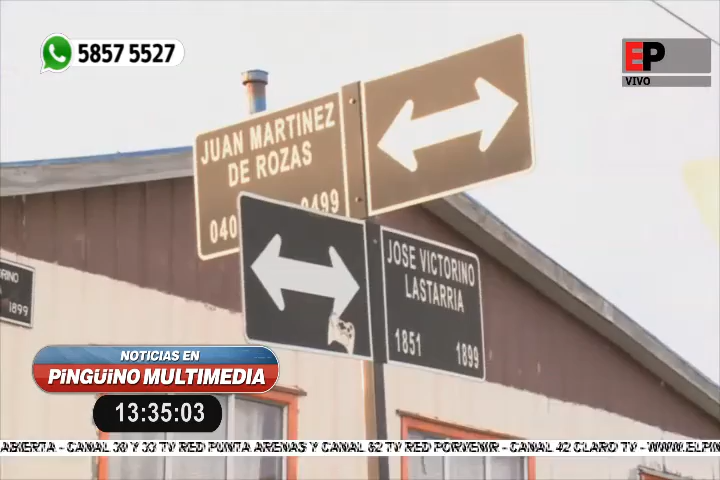 5857 5527
EP
VIVO
JUAN MARTINEZ
DE ROZAS
0499
JOSE VICTORINO
LASTARRIA
1851 1899
1899
NOTICIAS EN
PiNGÜiNO MULTIMEDIA
13:35:03
ABIERTA - CANAL 30 Y 33 TV RED PUNTA ARENAS Y CANAL 62 TV RED PORVENIR - CANAL 42 CLARO TV -